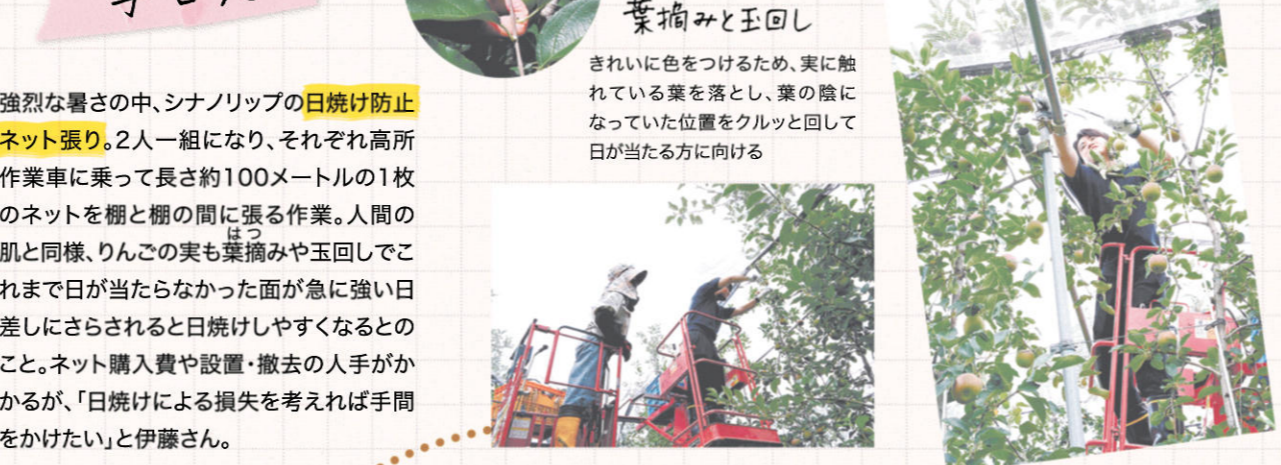 強烈な暑さの中、シナノリップの日焼け防止
ネット張り。2人一組になり、それぞれ高所
作業車に乗って長さ約100メートルの1枚
のネットを棚と棚の間に張る作業。人間の
はつ
肌と同様、りんごの実も葉摘みや玉回しでこ
れまで日が当たらなかった面が急に強い日
差しにさらされると日焼けしやすくなるとの
こと。ネット購入費や設置・撤去の人手がか
かるが、「日焼けによる損失を考えれば手間
をかけたい」と伊藤さん。
葉摘みと玉回し
きれいに色をつけるため、実に触
れている葉を落とし、葉の陰に
なっていた位置をクルッと回して
日が当たる方に向ける